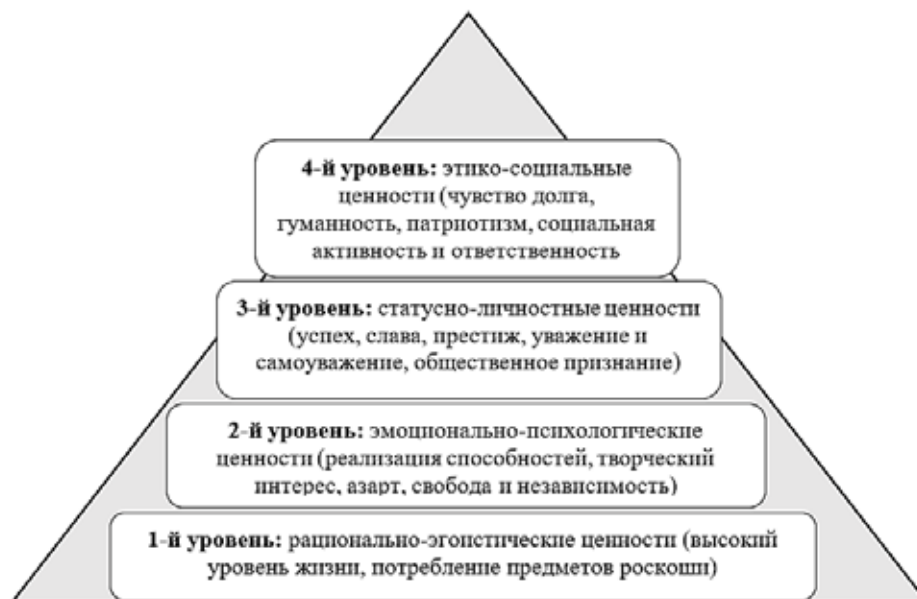 4-й уровень: этико-социальные
ценности (чувство долга,
гуманность, патриотизм, социальная
активность и ответственность
3-й уровень: статусно-личностные ценности
(успех, слава, престиж, уважение и
самоуважение, общественное признание)
2-й уровень: эмоционально-психологические
ценности (реализация способностей, творческий
интерес, азарт, свобода и независимость)
1-й уровень: рационально-эгоистические ценности (высокий
уровень жизни, потребление предметов роскоши)